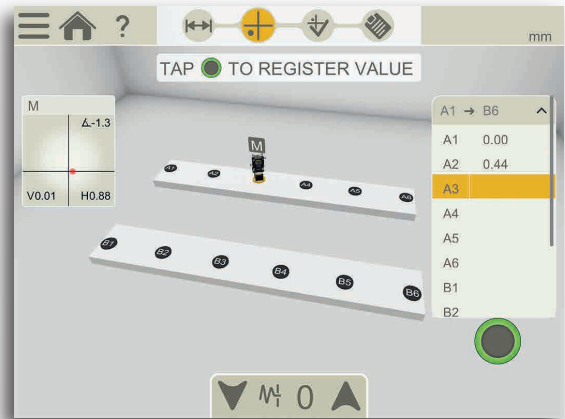 ?
mm
TAP TO REGISTER VALUE
M
∡-1.3
V0.01 H0.88
M
A1 A2 A4 A5 A6
B1 B2 B3 B4 B5 B6
A1 → B6
A1 0.00
A2 0.44
A3
A4
A5
A6
B1
B2
0